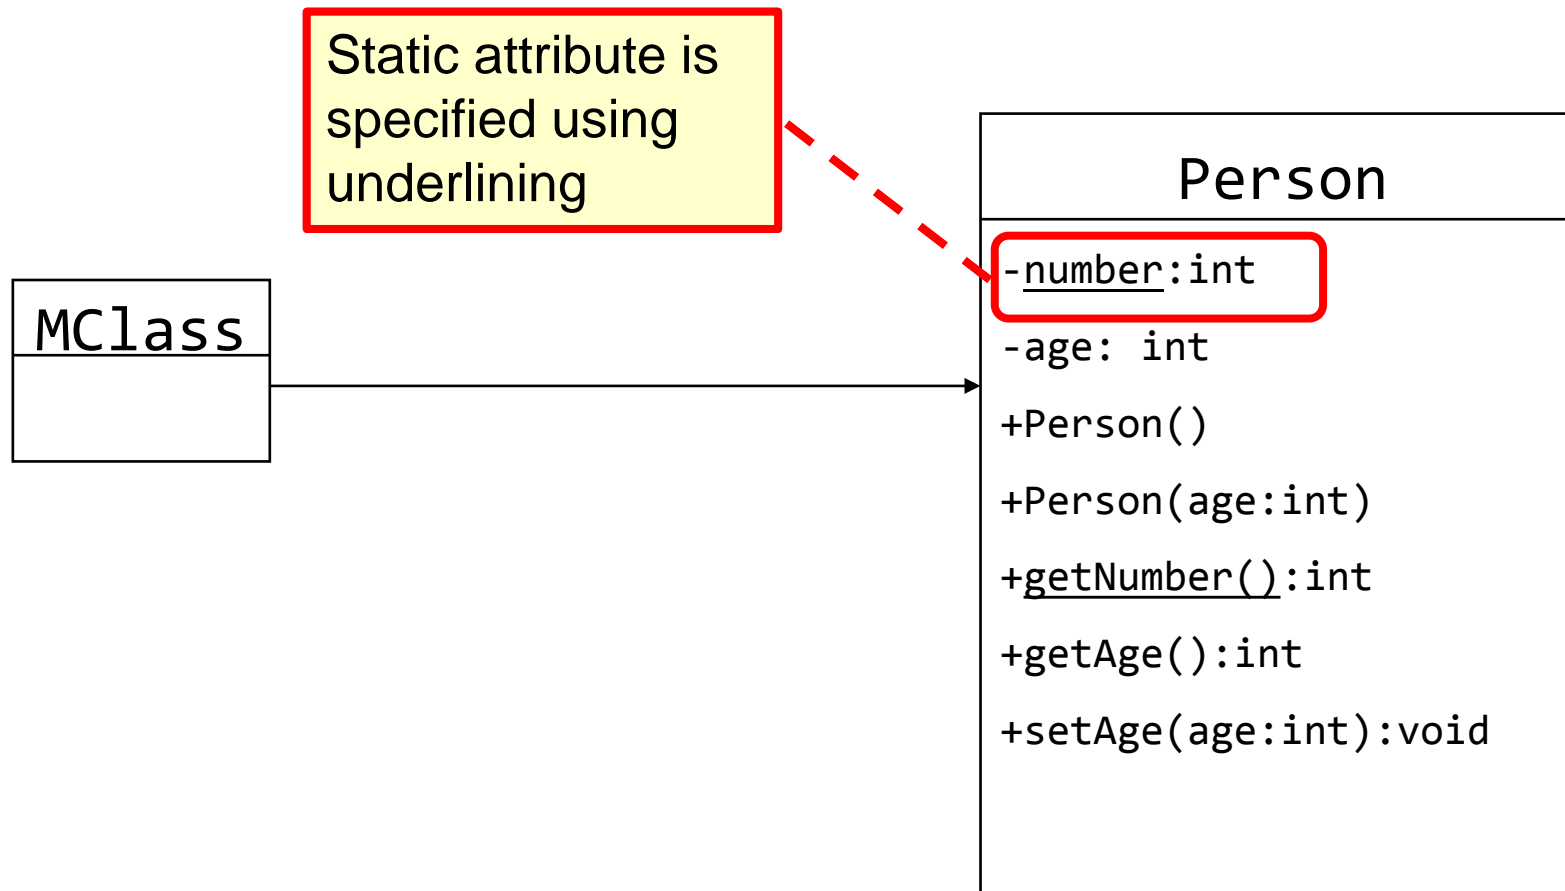 Static attribute is
specified using
underlining
MClass
Person
-number:int
-age: int
+Person()
+Person(age:int)
+getNumber():int
+getAge():int
+setAge(age:int):void